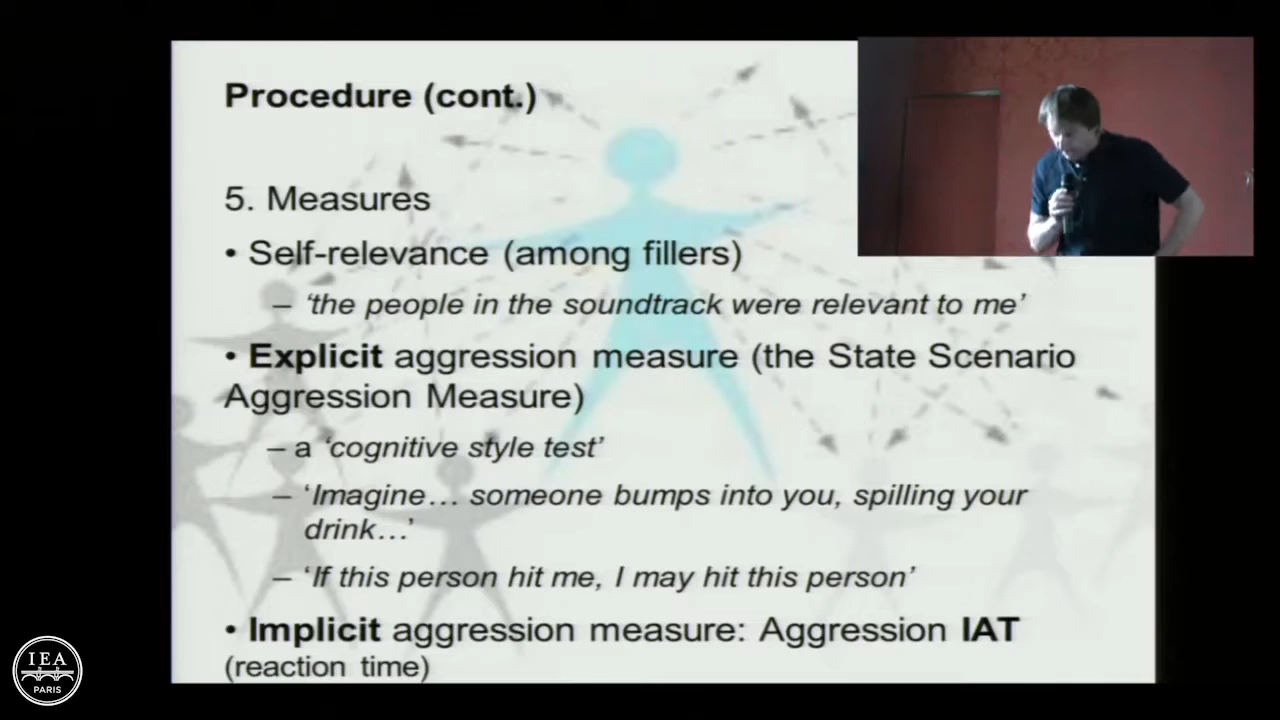 Procedure (cont.)
5. Measures
• Self-relevance (among fillers)
– ‘the people in the soundtrack were relevant to me’
• Explicit aggression measure (the State Scenario
Aggression Measure)
– a ‘cognitive style test’
– ‘Imagine… someone bumps into you, spilling your
drink…’
– ‘If this person hit me, I may hit this person’
• Implicit aggression measure: Aggression IAT
(reaction time)
IEA
PARIS